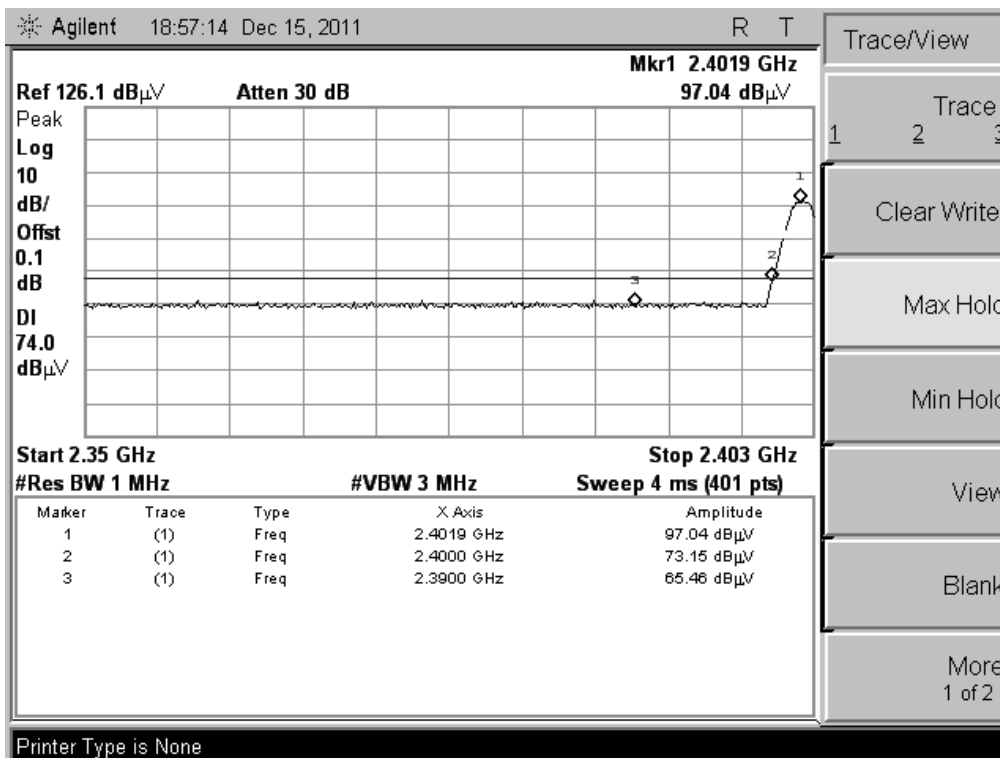 Agilent 18:57:14 Dec 15, 2011 R T
Mkr1 2.4019 GHz
Ref 126.1 dBµV Atten 30 dB 97.04 dBµV
Peak
Log
10
dB/
Offst
0.1
dB
DI
74.0
dBµV
1
2
3
Start 2.35 GHz Stop 2.403 GHz
#Res BW 1 MHz #VBW 3 MHz Sweep 4 ms (401 pts)
Marker Trace Type X Axis Amplitude
1 (1) Freq 2.4019 GHz 97.04 dBµV
2 (1) Freq 2.4000 GHz 73.15 dBµV
3 (1) Freq 2.3900 GHz 65.46 dBµV
Trace/View
Trace
1 2 3
Clear Write
Max Hold
Min Hold
View
Blank
More
1 of 2
Printer Type is None